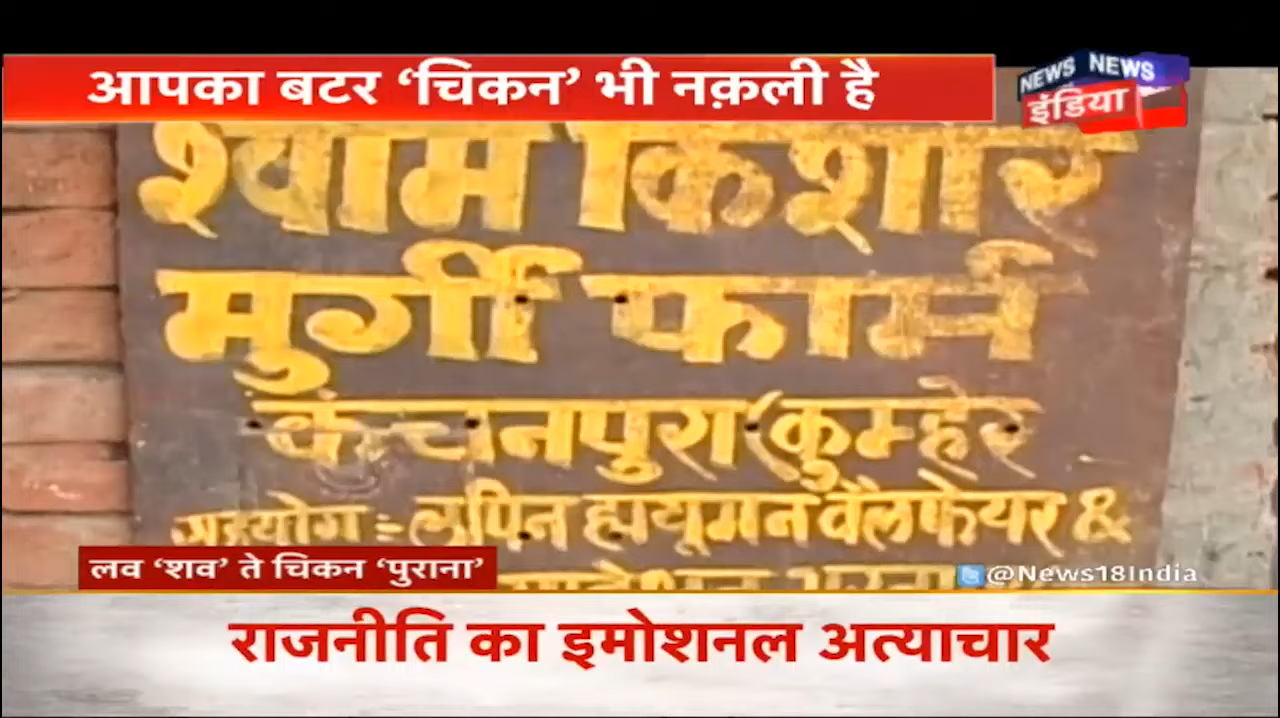 आपका बटर ‘चिकन’ भी नक़ली है
NEWS NEWS
इंडिया
श्याम किशोर
मुर्गी फार्म
कंचनपुरा (कुम्हेर
सहयोग :- लुपिन ह्यूमन वैलफेयर &
लव ‘शव’ ते चिकन ‘पुराना’
@News18India
राजनीति का इमोशनल अत्याचार